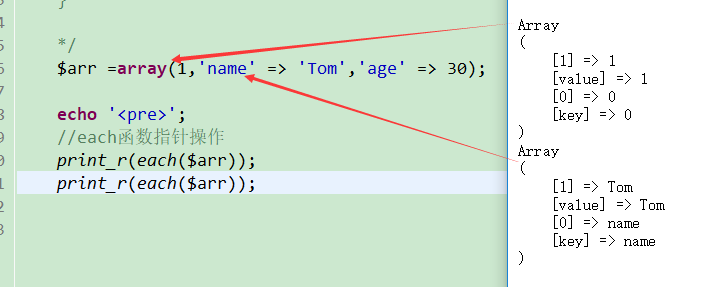 }
*/
$arr =array(1,'name' => 'Tom','age' => 30);
echo '<pre>';
//each函数指针操作
print_r(each($arr));
print_r(each($arr));
Array
(
[1] => 1
[value] => 1
[0] => 0
[key] => 0
)
Array
(
[1] => Tom
[value] => Tom
[0] => name
[key] => name
)